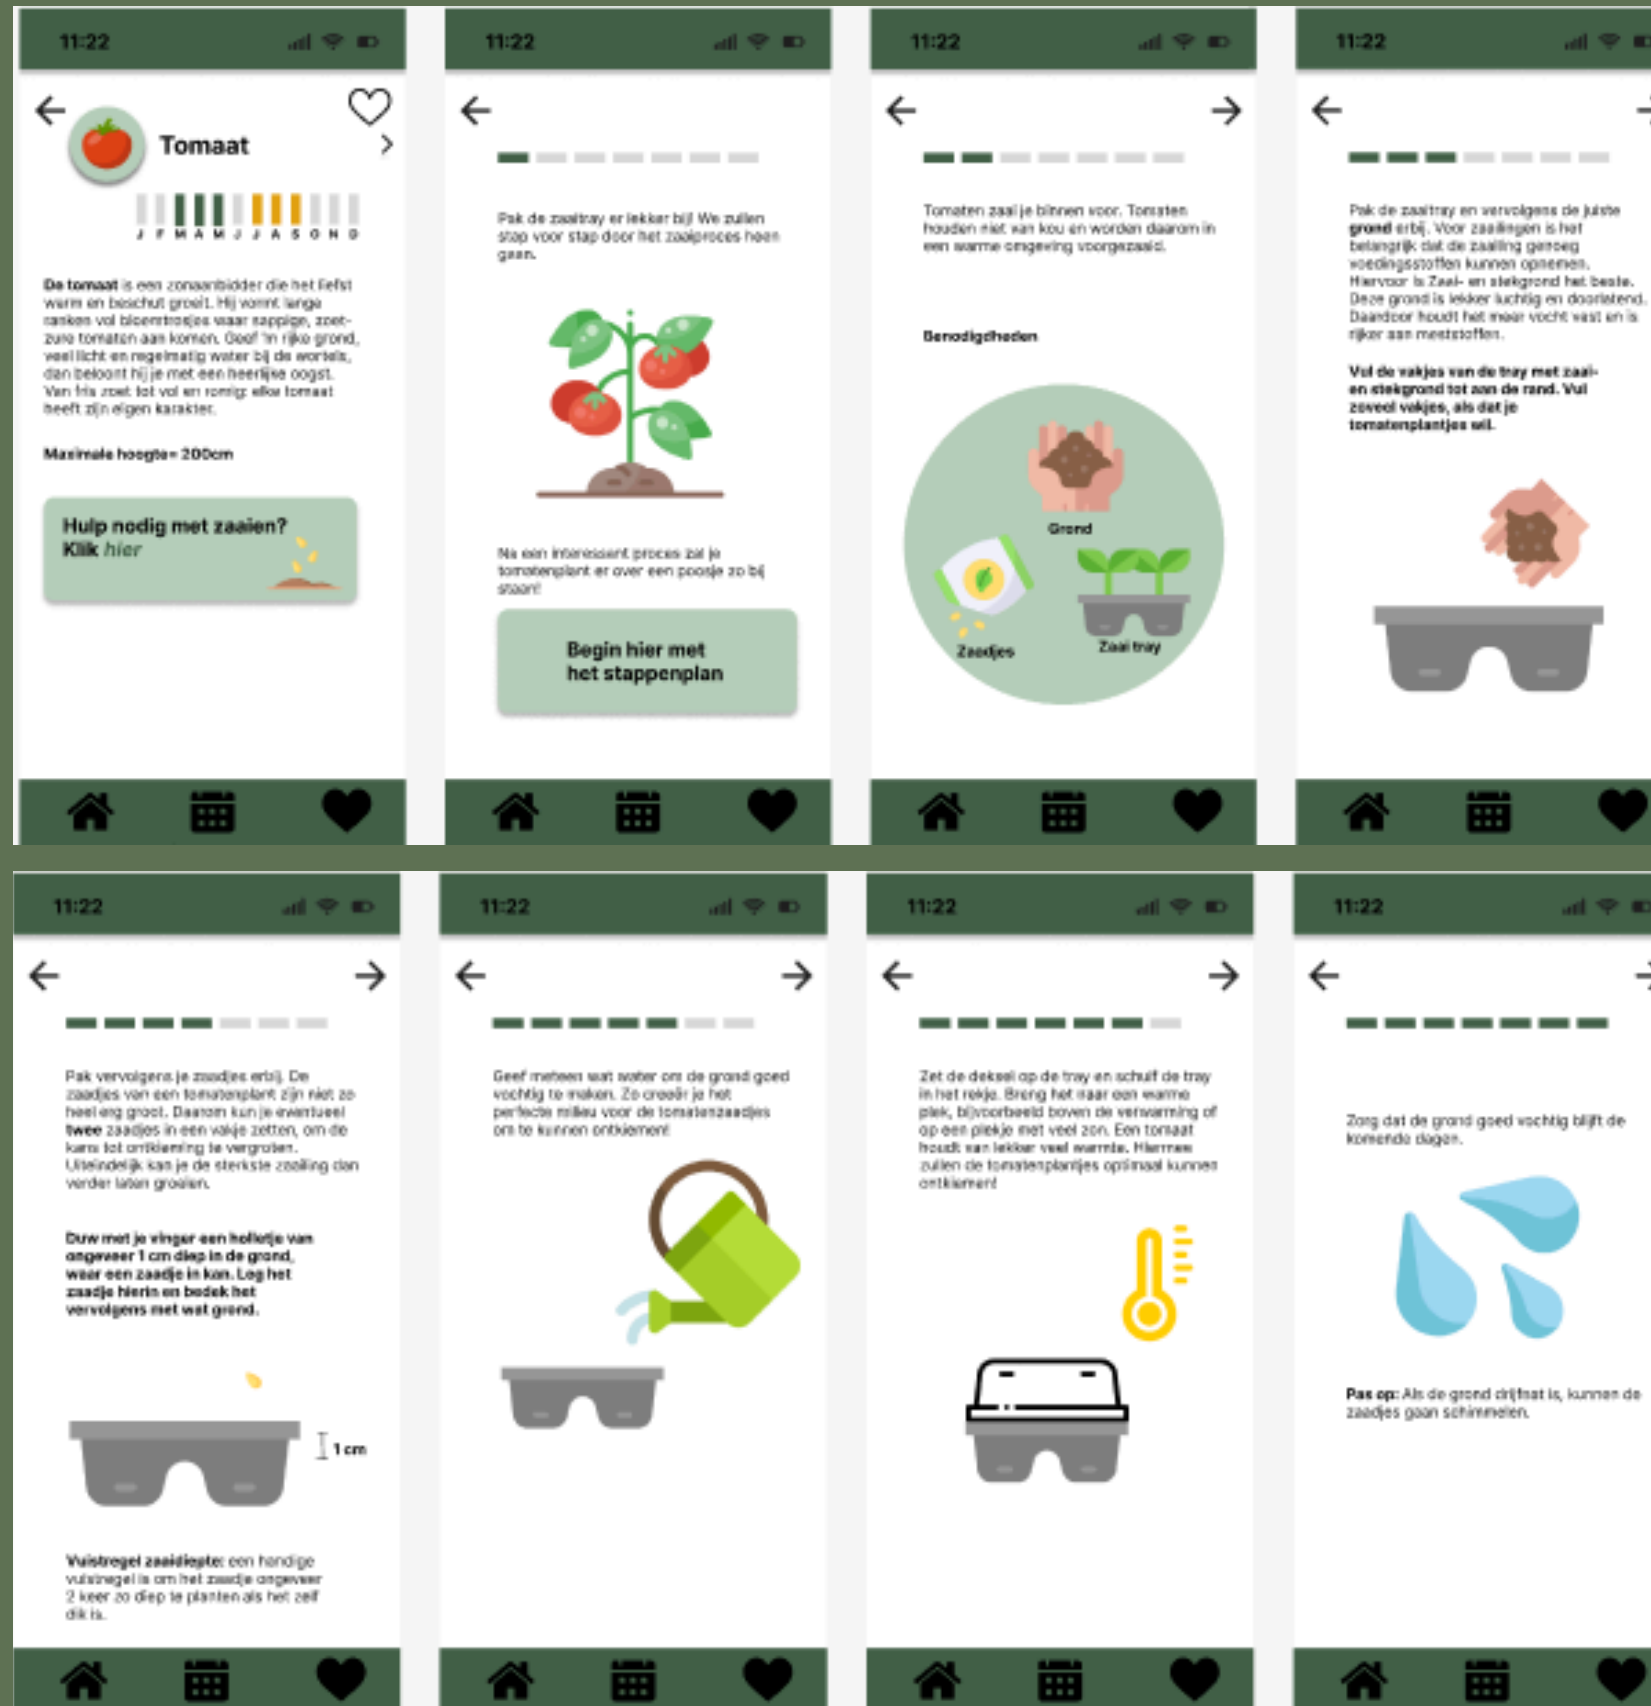 11:22
Tomaat
J F M A M J J A S O N D
De tomaat is een zonaanbidder die het liefst
warm en beschut groeit. Hij vormt lange
ranken vol bloemtrosjes waar sappige, zoet-
zure tomaten aan komen. Geef 'm rijke grond,
veel licht en regelmatig water bij de wortels,
dan beloont hij je met een heerlijke oogst.
Van fris zoet tot vol en romig: elke tomaat
heeft zijn eigen karakter.
Maximale hoogte= 200cm
Hulp nodig met zaaien?
Klik hier
11:22
Pak de zaaitray er lekker bij! We zullen
stap voor stap door het zaaiproces heen
gaan.
Na een interessant proces zal je
tomatenplant er over een poosje zo bij
staan!
Begin hier met
het stappenplan
11:22
Tomaten zaai je binnen voor. Tomaten
houden niet van kou en worden daarom in
een warme omgeving voorgezaaid.
Benodigdheden
Grond
Zaadjes
Zaai tray
11:22
Pak de zaaitray en vervolgens de juiste
grond erbij. Voor zaailingen is het
belangrijk dat de zaailing genoeg
voedingsstoffen kunnen opnemen.
Hiervoor is Zaai- en stekgrond het beste.
Deze grond is lekker luchtig en doorlatend.
Daardoor houdt het meer vocht vast en is
rijker aan meststoffen.
Vul de vakjes van de tray met zaai-
en stekgrond tot aan de rand. Vul
zoveel vakjes, als dat je
tomatenplantjes wil.
11:22
Pak vervolgens je zaadjes erbij. De
zaadjes van een tomatenplant zijn niet zo
heel erg groot. Daarom kun je eventueel
twee zaadjes in een vakje zetten, om de
kans tot ontkieming te vergroten.
Uiteindelijk kan je de sterkste zaailing dan
verder laten groeien.
Duw met je vinger een holletje van
ongeveer 1 cm diep in de grond,
waar een zaadje in kan. Leg het
zaadje hierin en bedek het
vervolgens met wat grond.
1 cm
Vuistregel zaaidiepte: een handige
vuistregel is om het zaadje ongeveer
2 keer zo diep te planten als het zelf
dik is.
11:22
Geef meteen wat water om de grond goed
vochtig te maken. Zo creeër je het
perfecte milieu voor de tomatenzaadjes
om te kunnen ontkiemen!
11:22
Zet de deksel op de tray en schuif de tray
in het rekje. Breng het naar een warme
plek, bijvoorbeeld boven de verwarming of
op een plekje met veel zon. Een tomaat
houdt van lekker veel warmte. Hiermee
zullen de tomatenplantjes optimaal kunnen
ontkiemen!
11:22
Zorg dat de grond goed vochtig blijft de
komende dagen.
Pas op: Als de grond drijfnat is, kunnen de
zaadjes gaan schimmelen.